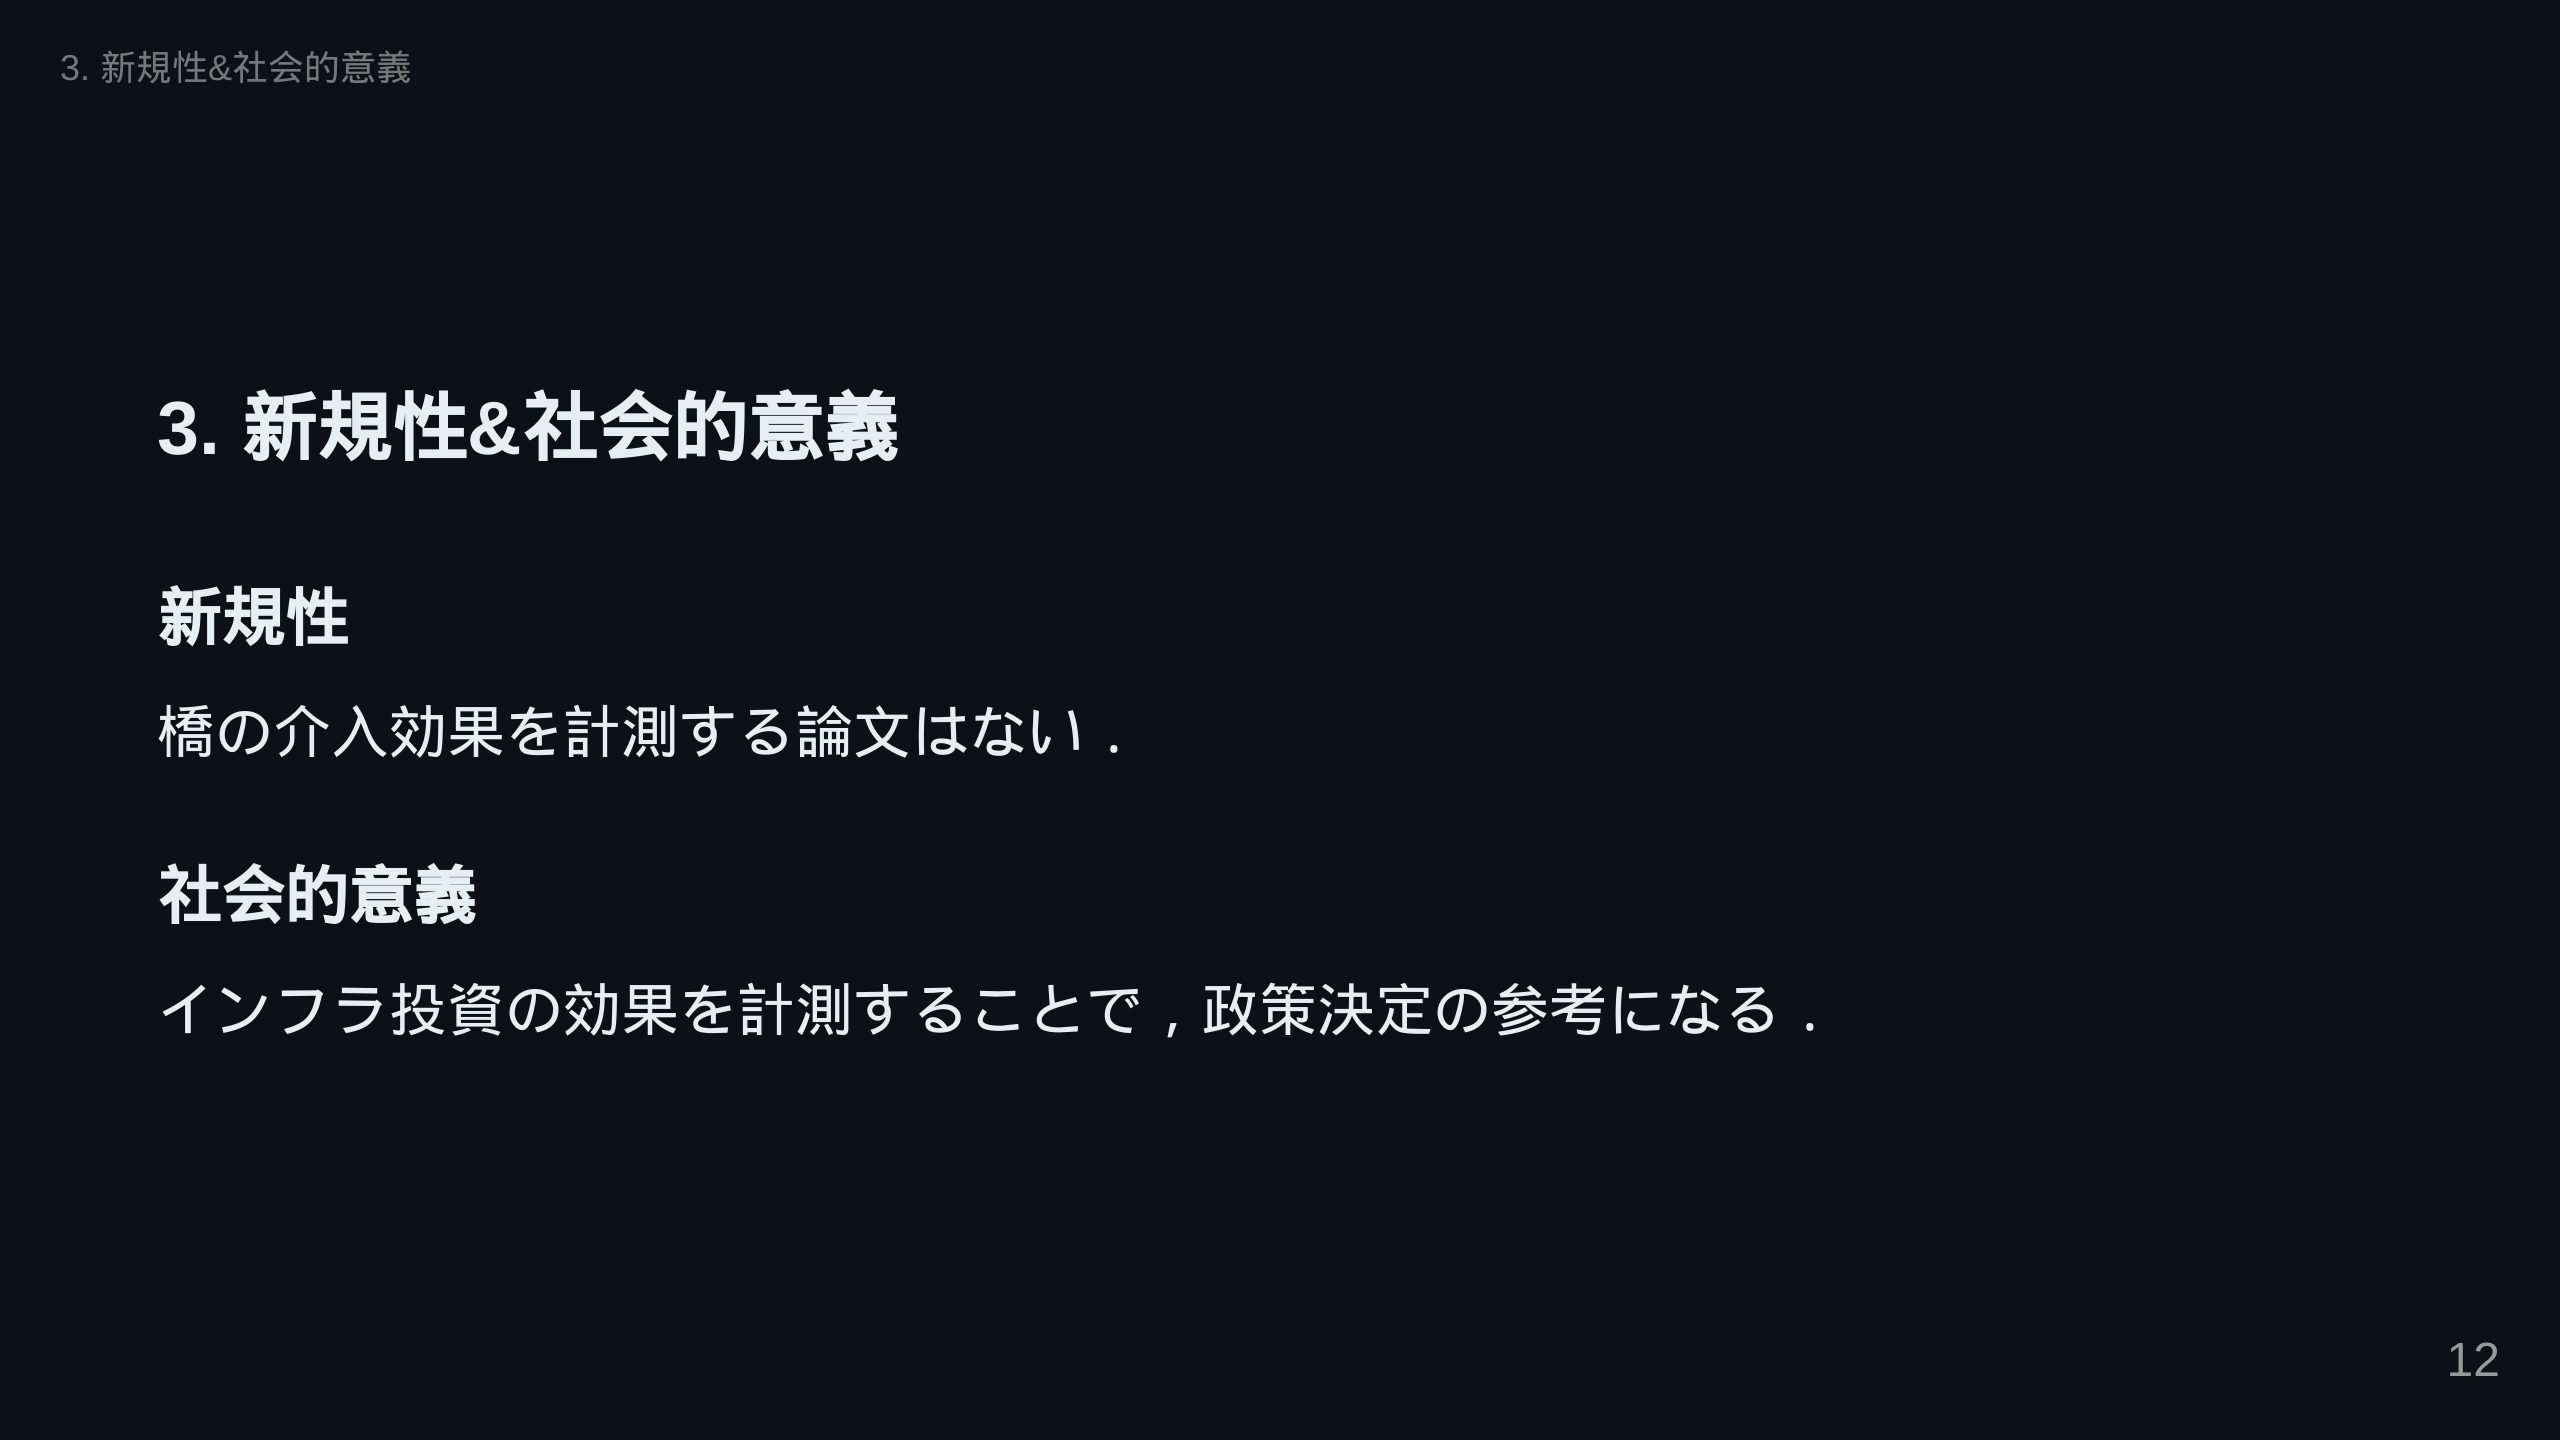 3. 新規性&社会的意義
3. 新規性&社会的意義
新規性
橋の介入効果を計測する論文はない．
社会的意義
インフラ投資の効果を計測することで，政策決定の参考になる．
12